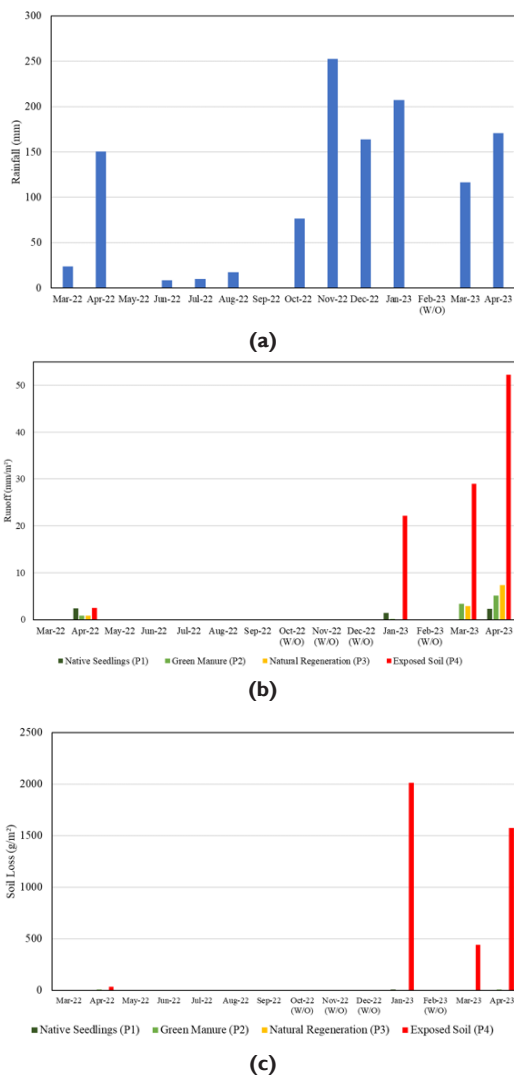 300
250
200
150
100
50
0
Rainfall (mm)
Mar-22 Apr-22 May-22 Jun-22 Jul-22 Aug-22 Sep-22 Oct-22 Nov-22 Dec-22 Jan-23 Feb-23 Mar-23 Apr-23
(W/O)
(a)
50
40
30
20
10
0
Runoff (mm/m²)
Mar-22 Apr-22 May-22 Jun-22 Jul-22 Aug-22 Sep-22 Oct-22 Nov-22 Dec-22 Jan-23 Feb-23 Mar-23 Apr-23
(W/O) (W/O) (W/O) (W/O)
Native Seedlings (P1) Green Manure (P2) Natural Regeneration (P3) Exposed Soil (P4)
(b)
2500
2000
1500
1000
500
0
Soil Loss (g/m²)
Mar-22 Apr-22 May-22 Jun-22 Jul-22 Aug-22 Sep-22 Oct-22 Nov-22 Dec-22 Jan-23 Feb-23 Mar-23 Apr-23
(W/O) (W/O) (W/O) (W/O)
Native Seedlings (P1) Green Manure (P2) Natural Regeneration (P3) Exposed Soil (P4)
(c)